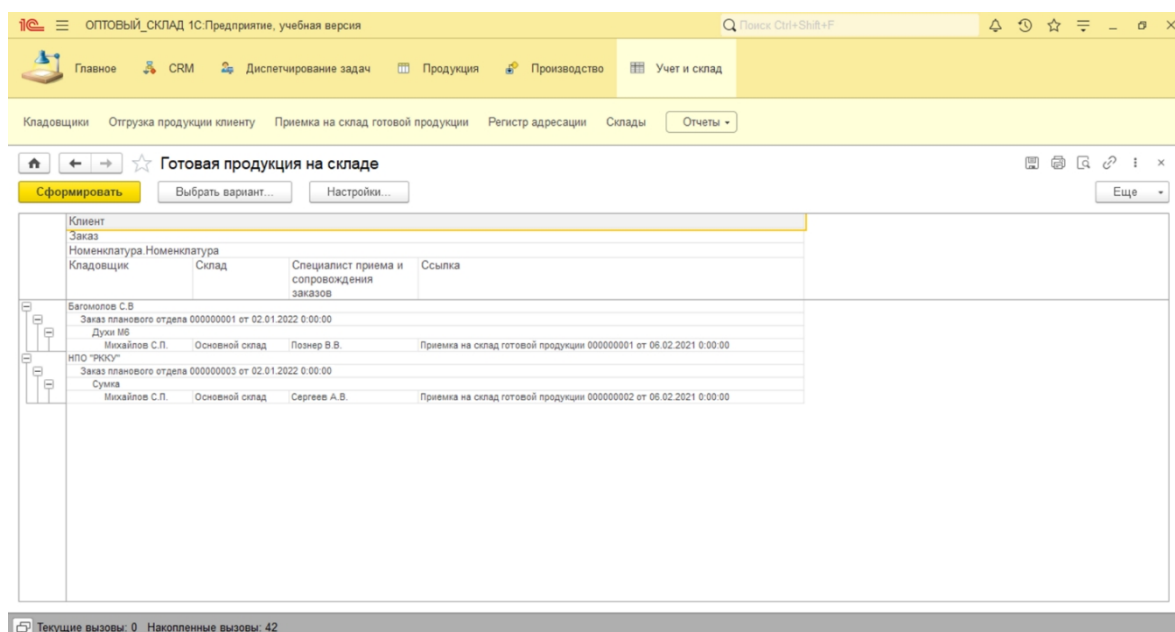 1С ОПТОВЫЙ_СКЛАД 1С:Предприятие, учебная версия Поиск Ctrl+Shift+F
Главное CRM Диспетчирование задач Продукция Производство Учет и склад
Кладовщики Отгрузка продукции клиенту Приемка на склад готовой продукции Регистр адресации Склады Отчеты
Готовая продукция на складе
Сформировать Выбрать вариант... Настройки... Еще
Клиент
Заказ
Номенклатура.Номенклатура
Кладовщик Склад Специалист приема и Ссылка
сопровождения
заказов
Багомолов С.В
Заказ планового отдела 000000001 от 02.01.2022 0:00:00
Духи М6
Михайлов С.П. Основной склад Познер В.В. Приемка на склад готовой продукции 000000001 от 06.02.2021 0:00:00
НПО "РККУ"
Заказ планового отдела 000000003 от 02.01.2022 0:00:00
Сумка
Михайлов С.П. Основной склад Сергеев А.В. Приемка на склад готовой продукции 000000002 от 06.02.2021 0:00:00
Текущие вызовы: 0 Накопленные вызовы: 42